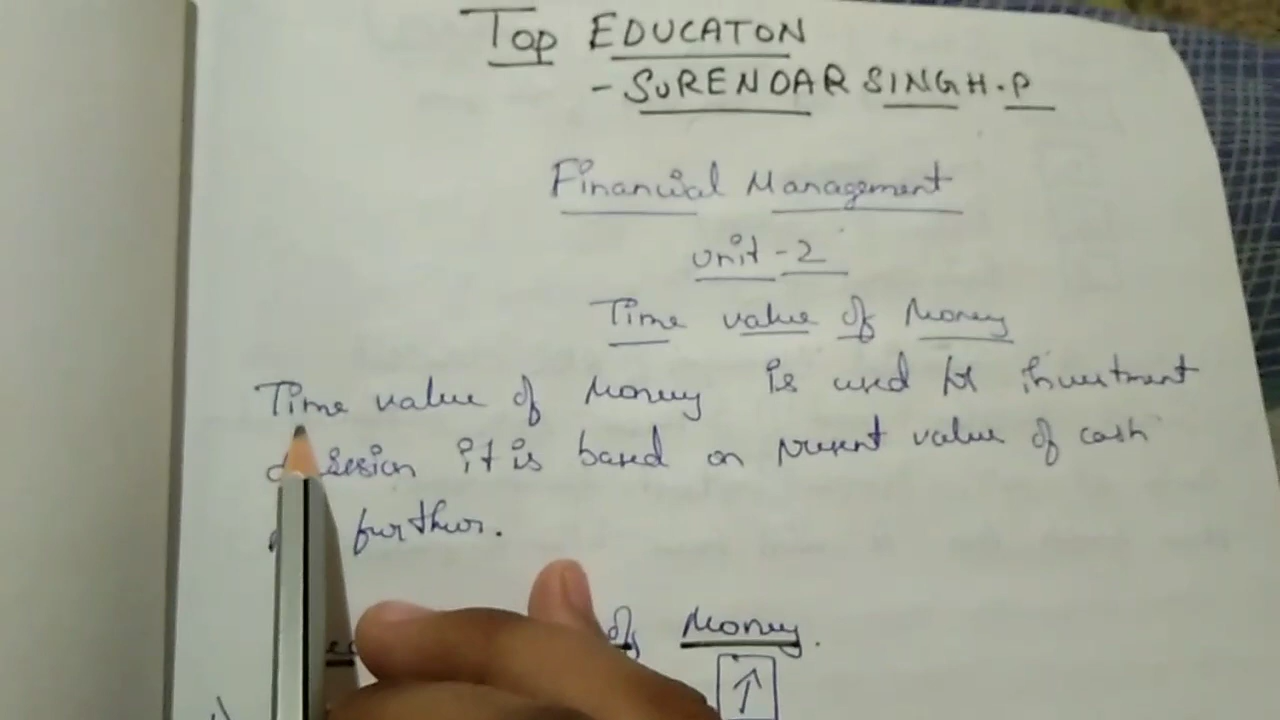 Top EDUCATON
- SURENDAR SINGH.P
Financial Management
unit - 2
Time value of Money
Time value of Money is used for investment
it is based on present value of cash
further.
of Money.